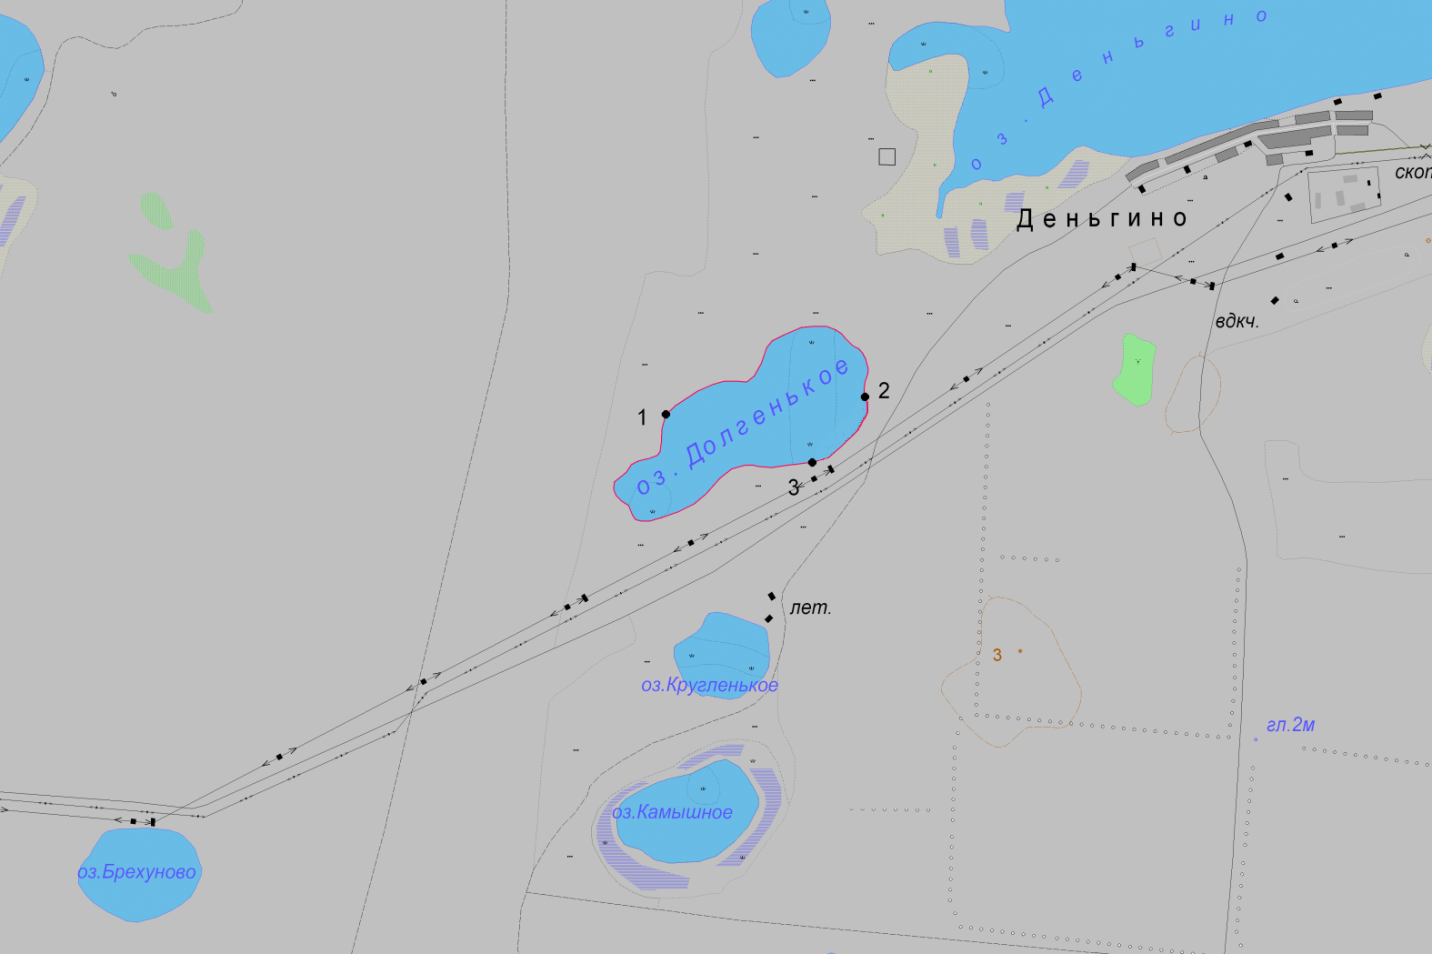 оз. Деньгино
скот
Деньгино
вдкч.
оз. Долгенькое
1
2
3
лет.
3
оз.Кругленькое
гл.2м
оз.Камышное
оз.Брехуново